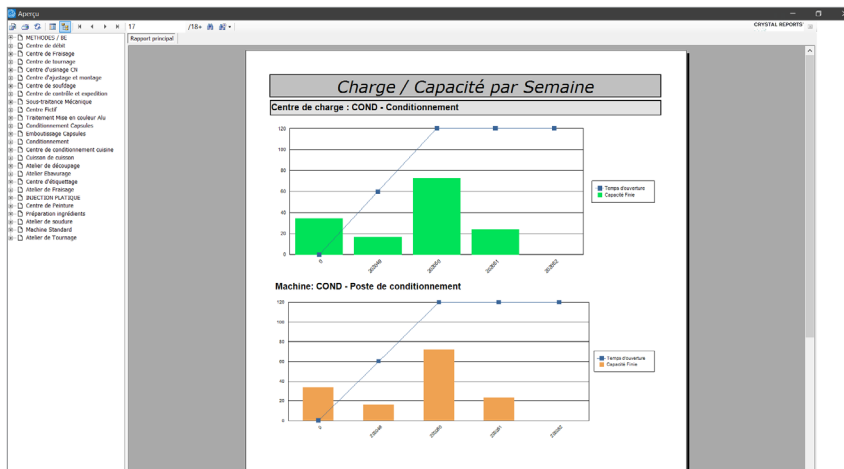 Aperçu
17
/18+
CRYSTAL REPORTS
METHODES / BE
Centre de débit
Centre de Fraisage
Centre de tournage
Centre d'usinage CN
Centre d'ajustage et montage
Centre de soufdage
Centre de contrôle et expedition
Sous-traitence Mécanique
Centre Fictif
Traitement Mise en couleur Alu
Conditionnement Capsules
Emboutissage Capsules
Conditionnement
Centre de conditionnement cuisine
Cuisson de cuisson
Atelier de découpage
Atelier Ebavurage
Centre d'étiquettage
Atelier de Fraisage
INJECTION PLATIQUE
Centre de Peinture
Préparation ingrédients
Atelier de soudure
Machine Standard
Atelier de Tournage
Rapport principal
Charge / Capacité par Semaine
Centre de charge : COND - Conditionnement
120
100
80
60
40
20
0
0
Temps d'ouverture
Capacité Finie
Machine: COND - Poste de conditionnement
120
100
80
60
40
20
0
Temps d'ouverture
Capacité Finie